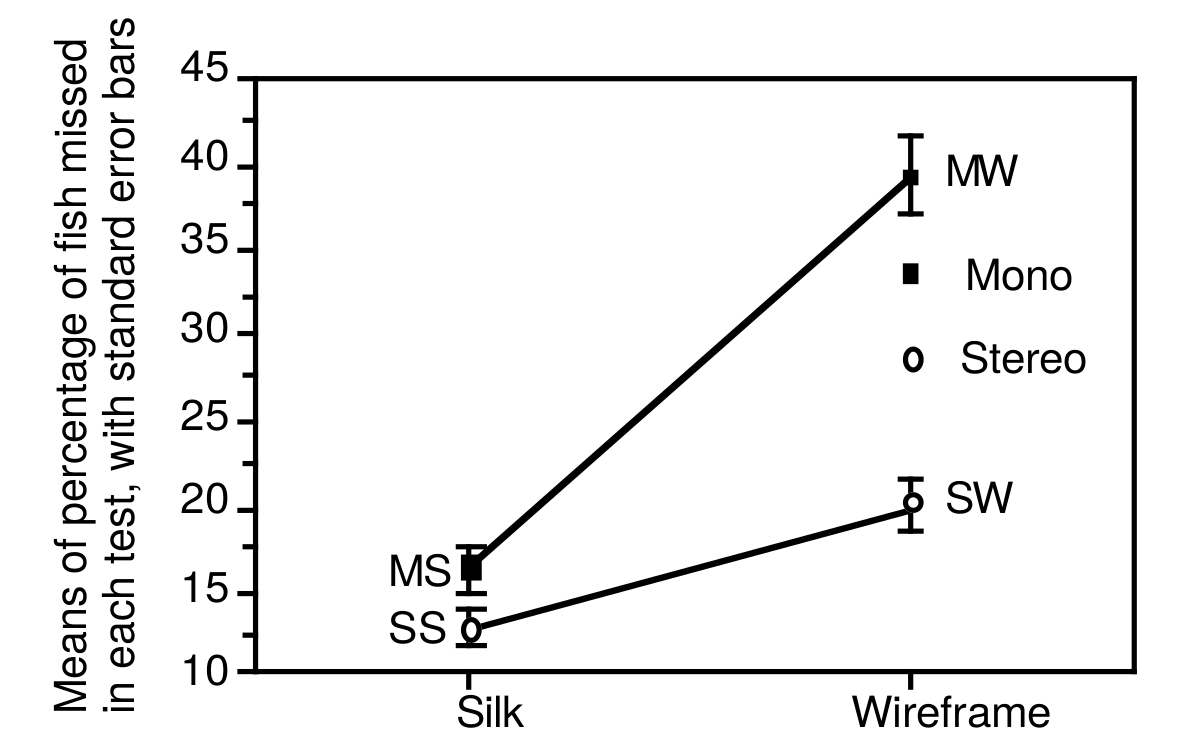 Means of percentage of fish missed
in each test, with standard error bars
45
40
35
30
25
20
15
10
MW
Mono
Stereo
SW
MS
SS
Silk
Wireframe